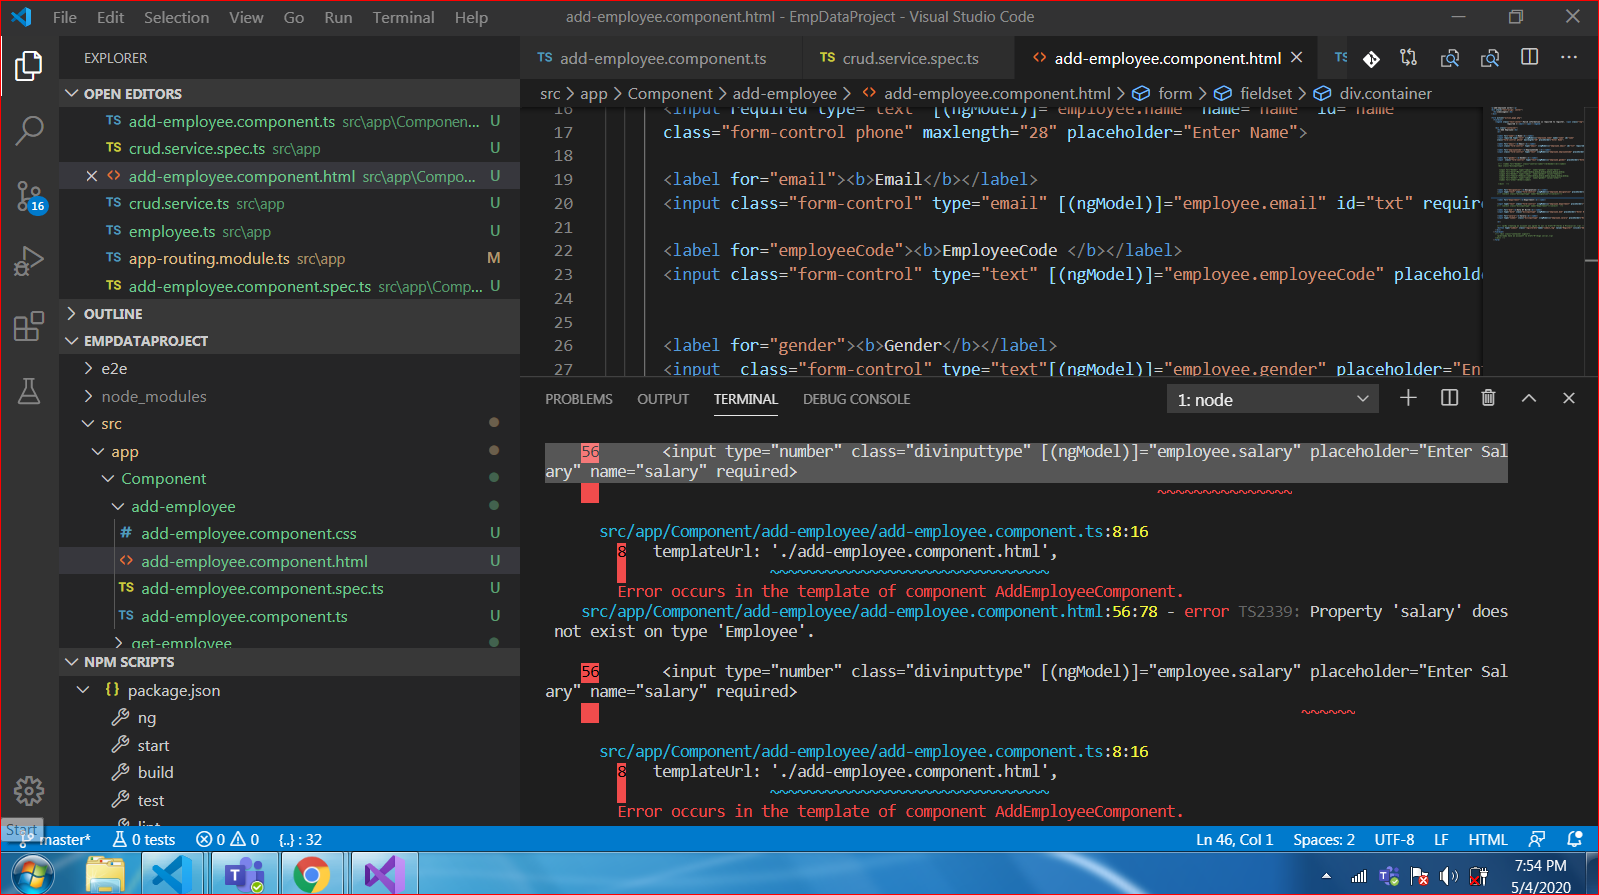 File Edit Selection View Go Run Terminal Help
add-employee.component.html - EmpDataProject - Visual Studio Code
EXPLORER
OPEN EDITORS
TS add-employee.component.ts src\app\Componen... U
TS crud.service.spec.ts src\app U
add-employee.component.html src\app\Compo... U
TS crud.service.ts src\app U
TS employee.ts src\app U
TS app-routing.module.ts src\app M
TS add-employee.component.spec.ts src\app\Comp... U
OUTLINE
EMPDATAPROJECT
e2e
node_modules
src
app
Component
add-employee
# add-employee.component.css U
<> add-employee.component.html U
TS add-employee.component.spec.ts U
TS add-employee.component.ts U
get-employee
NPM SCRIPTS
{} package.json
ng
start
build
test
lint
16
TS add-employee.component.ts
TS crud.service.spec.ts
<> add-employee.component.html
TS
src > app > Component > add-employee > <> add-employee.component.html > form > fieldset > div.container
16 <input required type="text" [(ngModel)]="employee.name" name="name" id="name"
17 class="form-control phone" maxlength="28" placeholder="Enter Name">
18
19 <label for="email"><b>Email</b></label>
20 <input class="form-control" type="email" [(ngModel)]="employee.email" id="txt" requir
21
22 <label for="employeeCode"><b>EmployeeCode </b></label>
23 <input class="form-control" type="text" [(ngModel)]="employee.employeeCode" placehold
24
25
26 <label for="gender"><b>Gender</b></label>
27 <input  class="form-control" type="text"[(ngModel)]="employee.gender" placeholder="En
PROBLEMS OUTPUT TERMINAL DEBUG CONSOLE
1: node
56 <input type="number" class="divinputtype" [(ngModel)]="employee.salary" placeholder="Enter Sal
ary" name="salary" required>
~~~~~~~~~~~~~~~
src/app/Component/add-employee/add-employee.component.ts:8:16
8 templateUrl: './add-employee.component.html',
~~~~~~~~~~~~~~~~~~~~~~~~~~~~~~~
Error occurs in the template of component AddEmployeeComponent.
src/app/Component/add-employee/add-employee.component.html:56:78 - error TS2339: Property 'salary' does
not exist on type 'Employee'.
56 <input type="number" class="divinputtype" [(ngModel)]="employee.salary" placeholder="Enter Sal
ary" name="salary" required>
~~~~~~
src/app/Component/add-employee/add-employee.component.ts:8:16
8 templateUrl: './add-employee.component.html',
~~~~~~~~~~~~~~~~~~~~~~~~~~~~~~~
Error occurs in the template of component AddEmployeeComponent.
Start
master* 0 tests 0 0 {..} : 32
Ln 46, Col 1 Spaces: 2 UTF-8 LF HTML
7:54 PM
5/4/2020